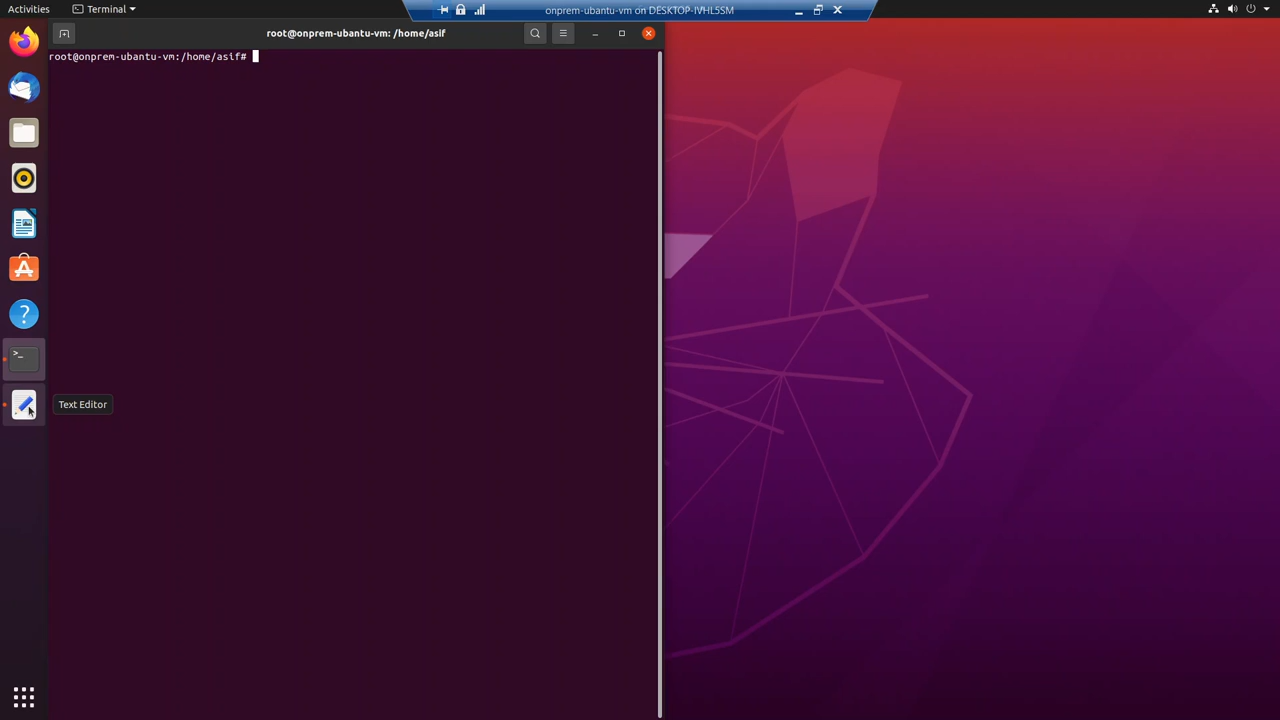 Activities
Terminal
onprem-ubantu-vm on DESKTOP-IVHL5SM
root@onprem-ubantu-vm: /home/asif
root@onprem-ubantu-vm:/home/asif#
>_
?
Text Editor